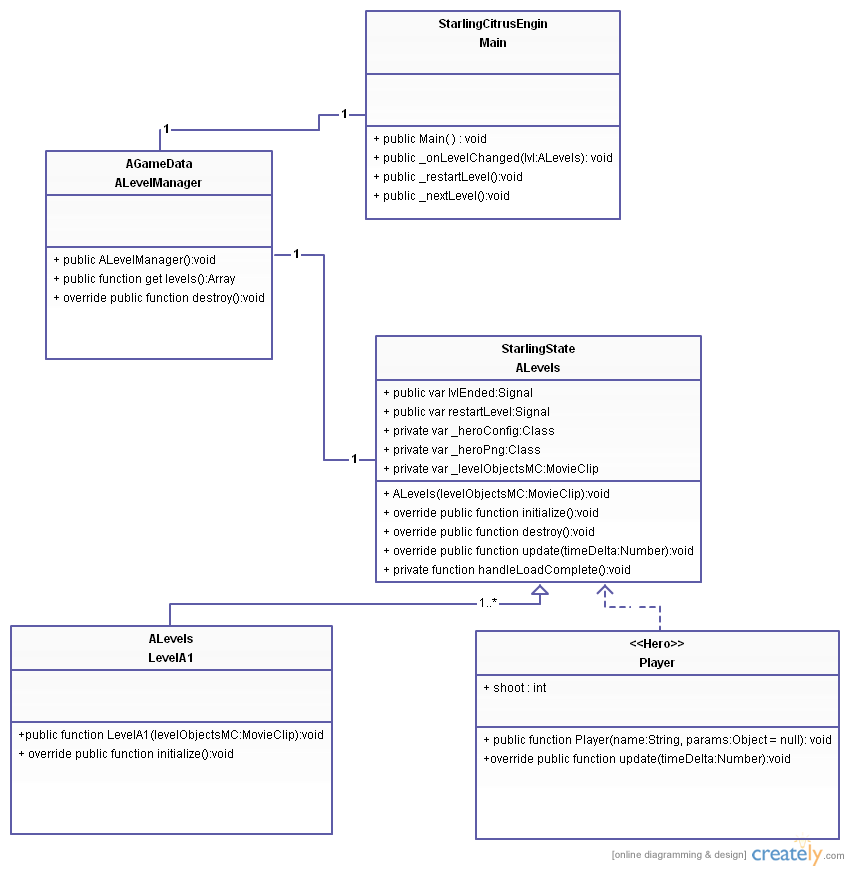 StarlingCitrusEngin
Main
+ public Main( ) : void
+ public _onLevelChanged(lvl:ALevels): void
+ public _restartLevel():void
+ public _nextLevel():void
1
1
AGameData
ALevelManager
+ public ALevelManager():void
+ public function get levels():Array
+ override public function destroy():void
1
1
StarlingState
ALevels
+ public var lvlEnded:Signal
+ public var restartLevel:Signal
+ private var _heroConfig:Class
+ private var _heroPng:Class
+ private var _levelObjectsMC:MovieClip
+ ALevels(levelObjectsMC:MovieClip):void
+ override public function initialize():void
+ override public function destroy():void
+ override public function update(timeDelta:Number):void
+ private function handleLoadComplete():void
1..*
ALevels
LevelA1
+public function LevelA1(levelObjectsMC:MovieClip):void
+ override public function initialize():void
<<Hero>>
Player
+ shoot : int
+ public function Player(name:String, params:Object = null): void
+override public function update(timeDelta:Number):void
[online diagramming & design] creately.com